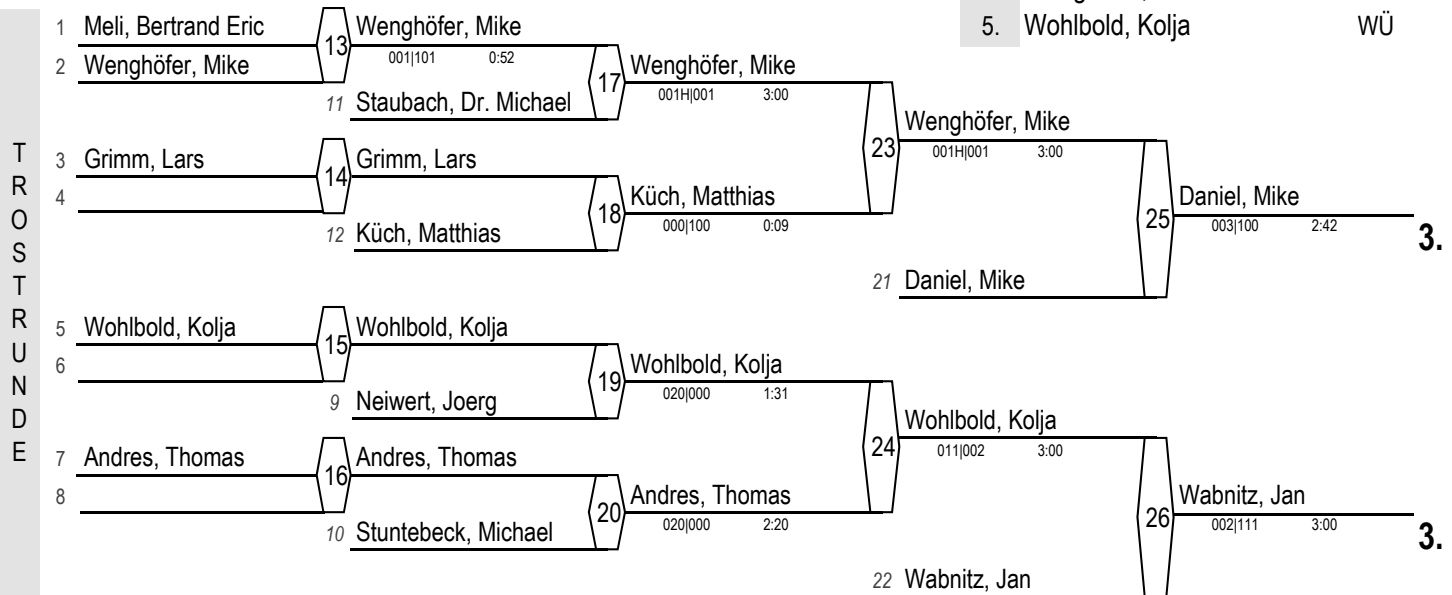 5. Wohlbold, Kolja WÜ
TROSTRUNDE
1 Meli, Bertrand Eric
2 Wenghöfer, Mike
13
Wenghöfer, Mike
001|101 0:52
11 Staubach, Dr. Michael
17
Wenghöfer, Mike
001H|001 3:00
3 Grimm, Lars
4
14
Grimm, Lars
12 Küch, Matthias
18
Küch, Matthias
000|100 0:09
23
Wenghöfer, Mike
001H|001 3:00
21 Daniel, Mike
25
Daniel, Mike
003|100 2:42
3.
5 Wohlbold, Kolja
6
15
Wohlbold, Kolja
9 Neiwert, Joerg
19
Wohlbold, Kolja
020|000 1:31
7 Andres, Thomas
8
16
Andres, Thomas
10 Stuntebeck, Michael
20
Andres, Thomas
020|000 2:20
24
Wohlbold, Kolja
011|002 3:00
22 Wabnitz, Jan
26
Wabnitz, Jan
002|111 3:00
3.